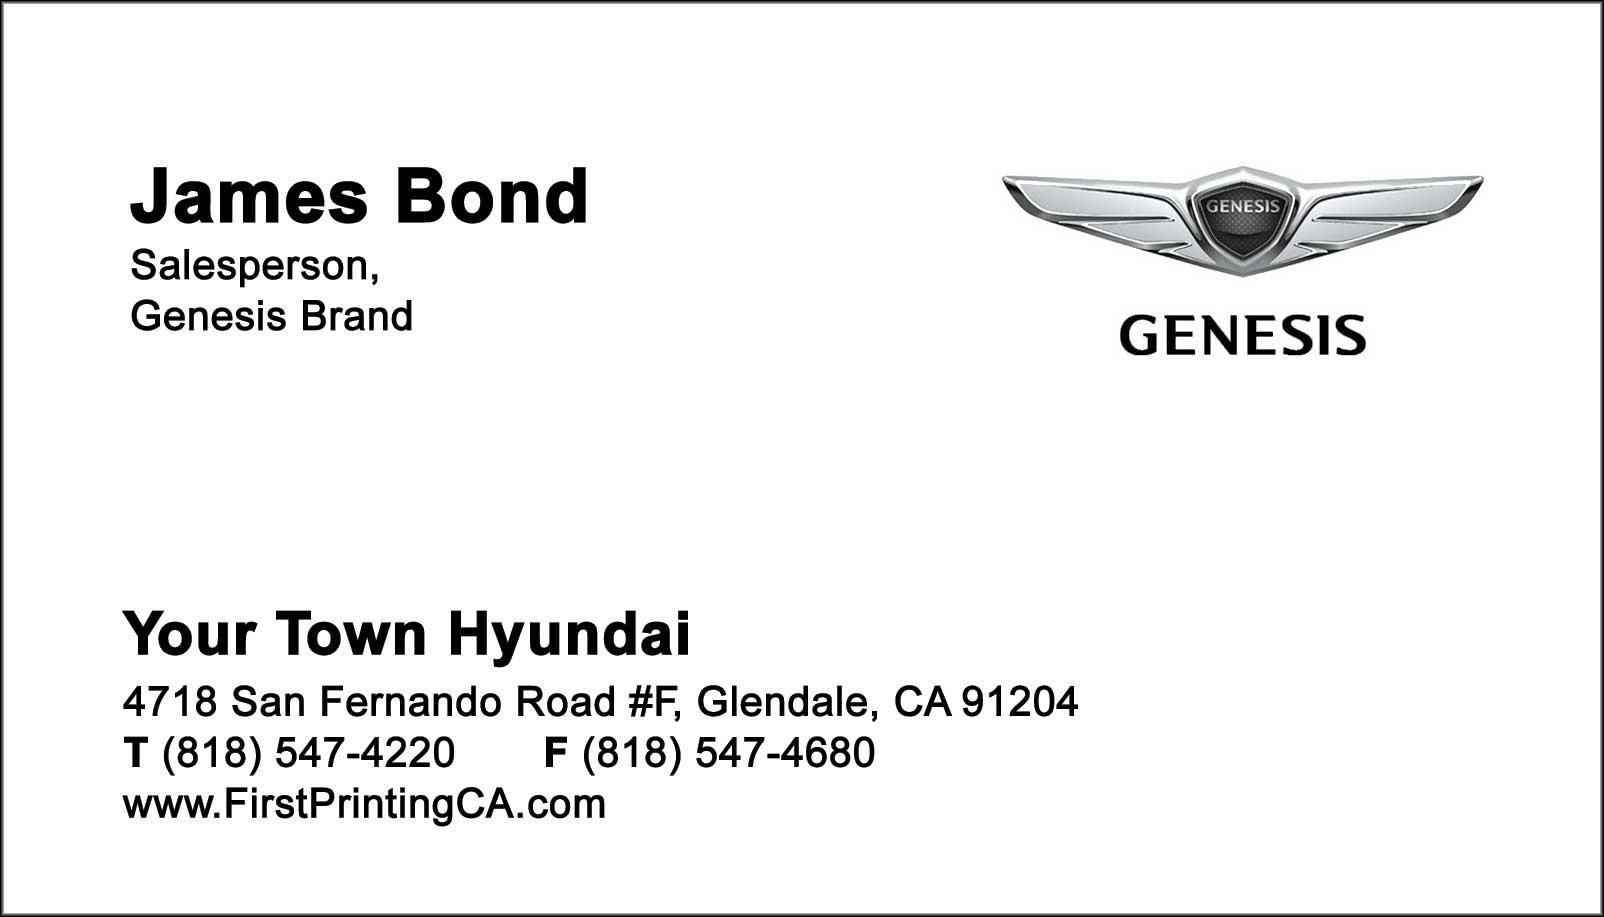 James Bond
Salesperson,
Genesis Brand
GENESIS
GENESIS
Your Town Hyundai
4718 San Fernando Road #F, Glendale, CA 91204
T (818) 547-4220 F (818) 547-4680
www.FirstPrintingCA.com